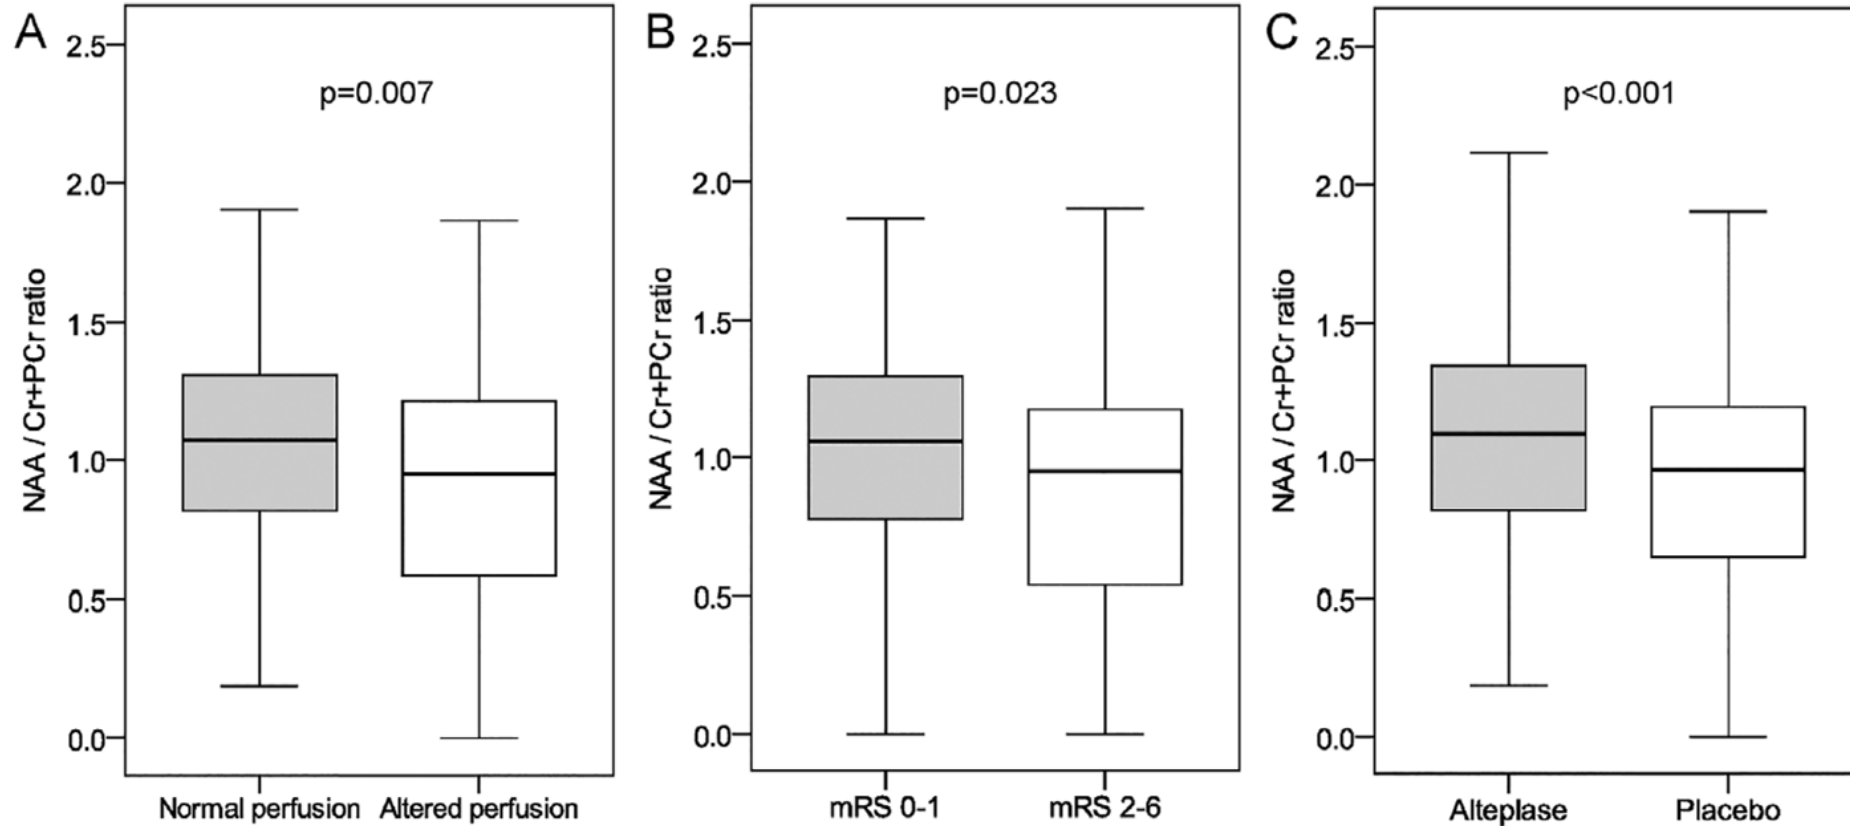 A
2.5
2.0
1.5
1.0
0.5
0.0
NAA / Cr+PCr ratio
p=0.007
Normal perfusion
Altered perfusion
B
2.5
2.0
1.5
1.0
0.5
0.0
NAA / Cr+PCr ratio
p=0.023
mRS 0-1
mRS 2-6
C
2.5
2.0
1.5
1.0
0.5
0.0
NAA / Cr+PCr ratio
p<0.001
Alteplase
Placebo